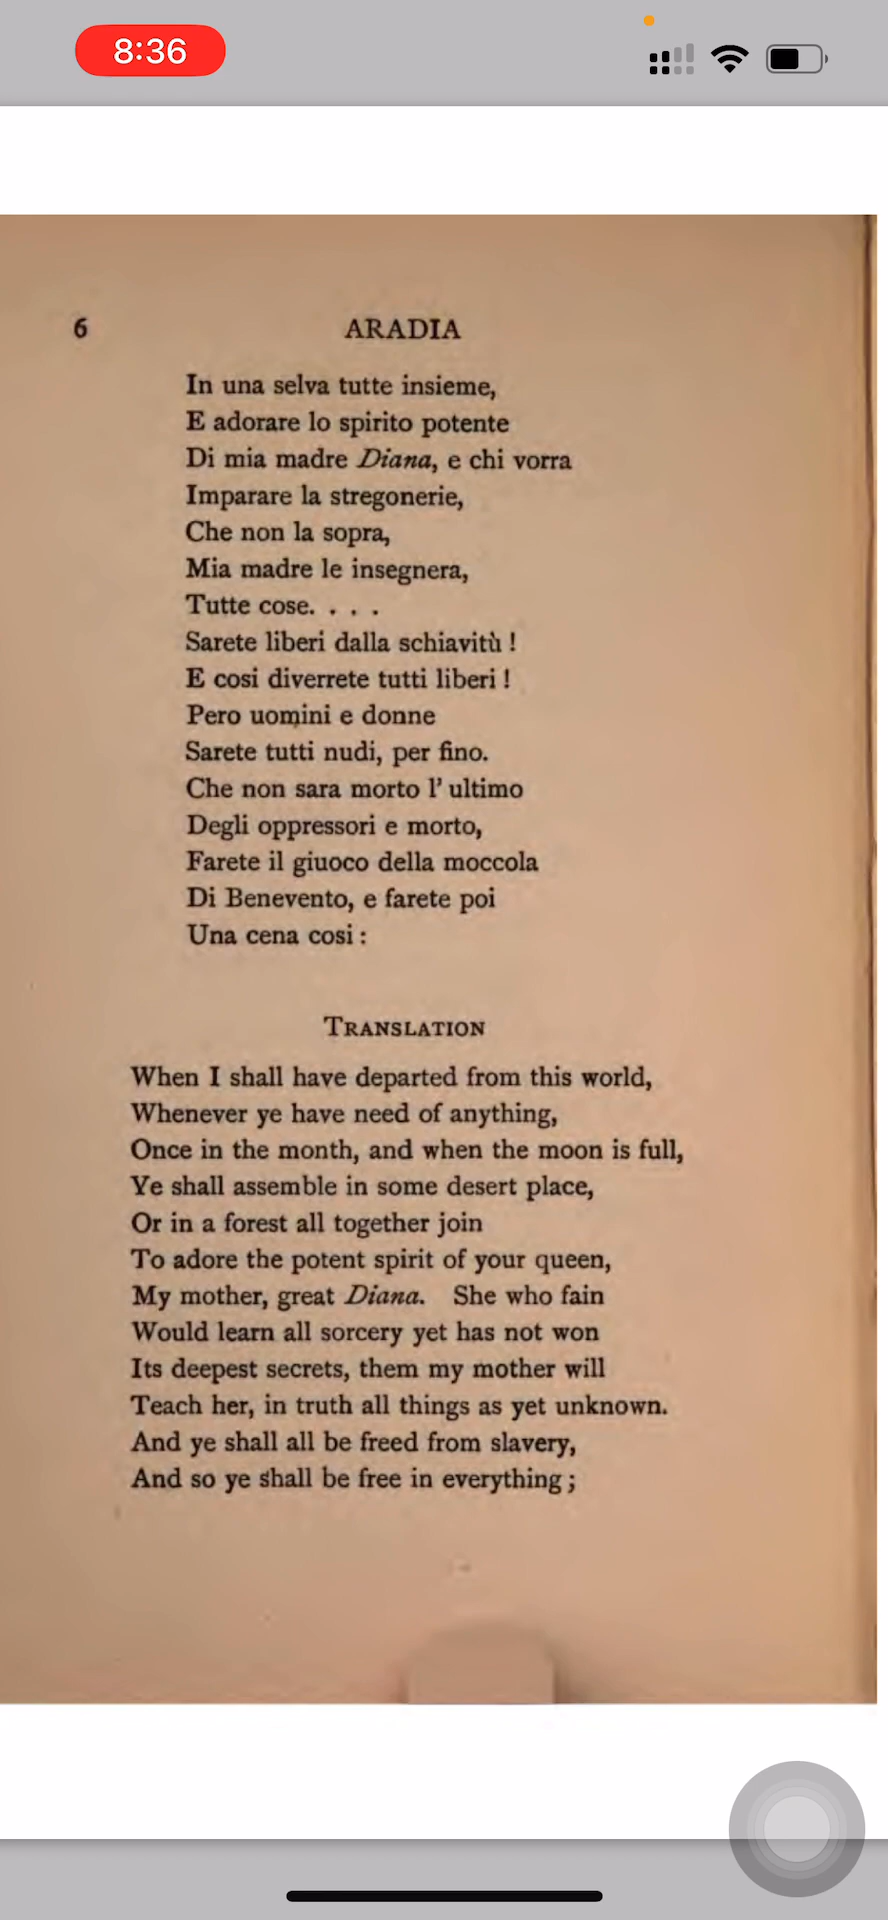 8:36
6 ARADIA
In una selva tutte insieme,
E adorare lo spirito potente
Di mia madre Diana, e chi vorra
Imparare la stregonerie,
Che non la sopra,
Mia madre le insegnera,
Tutte cose. . . .
Sarete liberi dalla schiavitù !
E cosi diverrete tutti liberi !
Pero uomini e donne
Sarete tutti nudi, per fino.
Che non sara morto l' ultimo
Degli oppressori e morto,
Farete il giuoco della moccola
Di Benevento, e farete poi
Una cena cosi :
TRANSLATION
When I shall have departed from this world,
Whenever ye have need of anything,
Once in the month, and when the moon is full,
Ye shall assemble in some desert place,
Or in a forest all together join
To adore the potent spirit of your queen,
My mother, great Diana. She who fain
Would learn all sorcery yet has not won
Its deepest secrets, them my mother will
Teach her, in truth all things as yet unknown.
And ye shall all be freed from slavery,
And so ye shall be free in everything ;